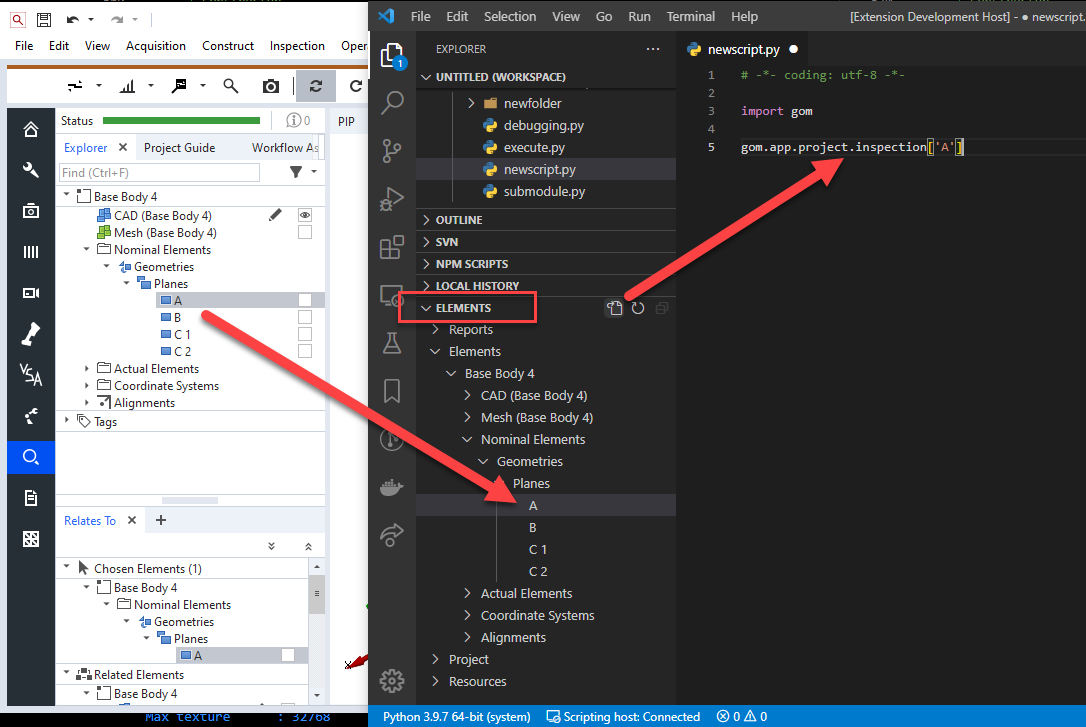 File Edit View Acquisition Construct Inspection Oper
Status
0
PIP
Explorer
Project Guide
Workflow As
Find (Ctrl+F)
Base Body 4
CAD (Base Body 4)
Mesh (Base Body 4)
Nominal Elements
Geometries
Planes
A
B
C 1
C 2
Actual Elements
Coordinate Systems
Alignments
Tags
Relates To
Chosen Elements (1)
Base Body 4
Nominal Elements
Geometries
Planes
A
Related Elements
Base Body 4
Max texture : 32768
File Edit Selection View Go Run Terminal Help
[Extension Development Host] - ● newscript.
1
EXPLORER
UNTITLED (WORKSPACE)
newfolder
debugging.py
execute.py
newscript.py
submodule.py
OUTLINE
SVN
NPM SCRIPTS
LOCAL HISTORY
ELEMENTS
Reports
Elements
Base Body 4
CAD (Base Body 4)
Mesh (Base Body 4)
Nominal Elements
Geometries
Planes
A
B
C 1
C 2
Actual Elements
Coordinate Systems
Alignments
Project
Resources
newscript.py
1 # -*- coding: utf-8 -*-
2
3 import gom
4
5 gom.app.project.inspection['A']
Python 3.9.7 64-bit (system) Scripting host: Connected 0 0